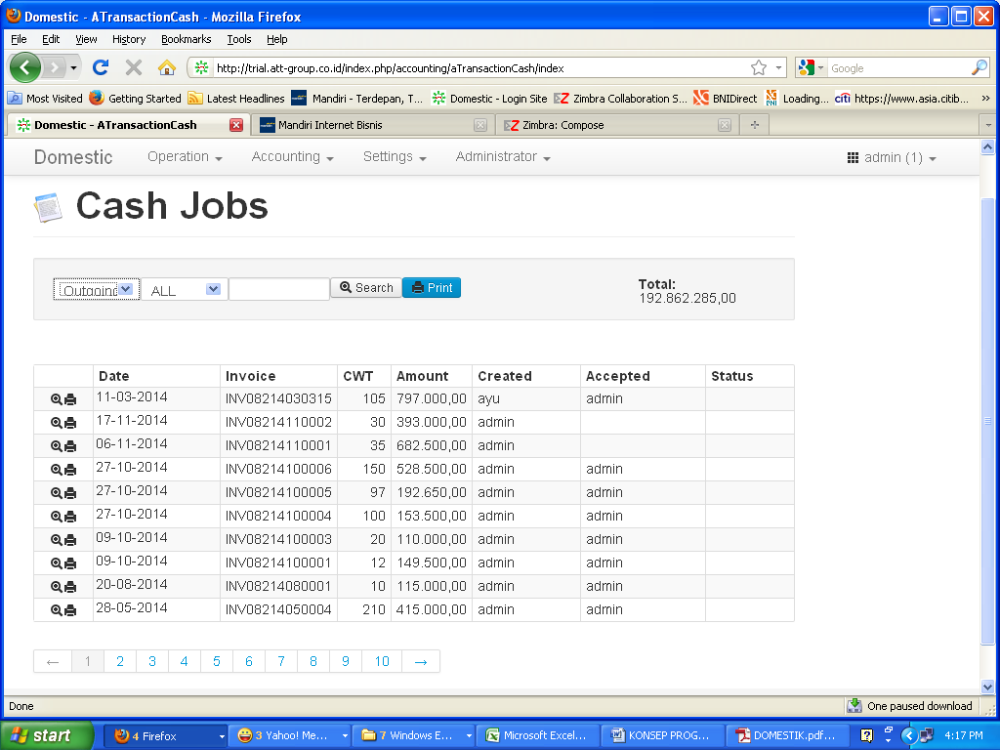 Domestic - ATransactionCash - Mozilla Firefox
File Edit View History Bookmarks Tools Help
http://trial.att-group.co.id/index.php/accounting/aTransactionCash/index Google
Most Visited Getting Started Latest Headlines Mandiri - Terdepan, T... Domestic - Login Site Zimbra Collaboration S... BNIDirect BNI Loading... citi https://www.asia.citib... »
Domestic - ATransactionCash Mandiri Internet Bisnis Zimbra: Compose
Domestic Operation Accounting Settings Administrator admin (1)
Cash Jobs
Outgoing ALL Search Print
Total:
192.862.285,00
Date Invoice CWT Amount Created Accepted Status
11-03-2014 INV08214030315 105 797.000,00 ayu admin
17-11-2014 INV08214110002 30 393.000,00 admin
06-11-2014 INV08214110001 35 682.500,00 admin
27-10-2014 INV08214100006 150 528.500,00 admin admin
27-10-2014 INV08214100005 97 192.650,00 admin admin
27-10-2014 INV08214100004 100 153.500,00 admin admin
09-10-2014 INV08214100003 20 110.000,00 admin admin
09-10-2014 INV08214100001 12 149.500,00 admin admin
20-08-2014 INV08214080001 10 115.000,00 admin admin
28-05-2014 INV08214050004 210 415.000,00 admin admin
← 1 2 3 4 5 6 7 8 9 10 →
Done One paused download
start 4 Firefox 3 Yahoo! Me... 7 Windows E... Microsoft Excel... KONSEP PROG... DOMESTIK.pdf... 4:17 PM